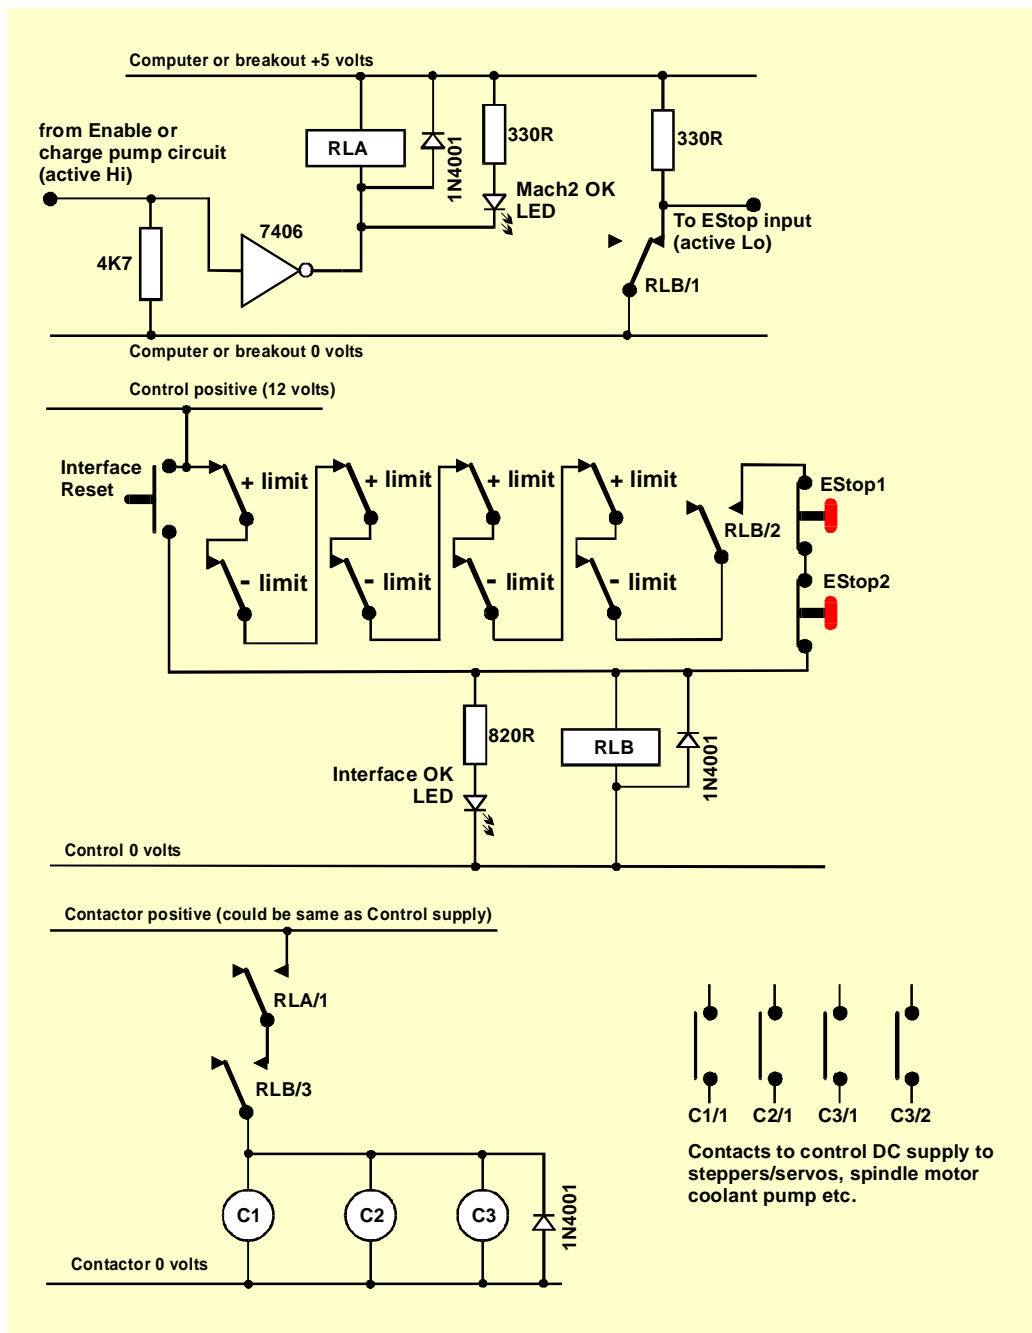 Computer or breakout +5 volts
from Enable or
charge pump circuit
(active Hi)
RLA
1N4001
330R
330R
Mach2 OK
LED
To EStop input
(active Lo)
7406
4K7
RLB/1
Computer or breakout 0 volts
Control positive (12 volts)
Interface
Reset
+ limit
+ limit
+ limit
+ limit
EStop1
RLB/2
- limit
- limit
- limit
- limit
EStop2
820R
RLB
1N4001
Interface OK
LED
Control 0 volts
Contactor positive (could be same as Control supply)
RLA/1
RLB/3
C1/1
C2/1
C3/1
C3/2
Contacts to control DC supply to
steppers/servos, spindle motor
coolant pump etc.
C1
C2
C3
1N4001
Contactor 0 volts